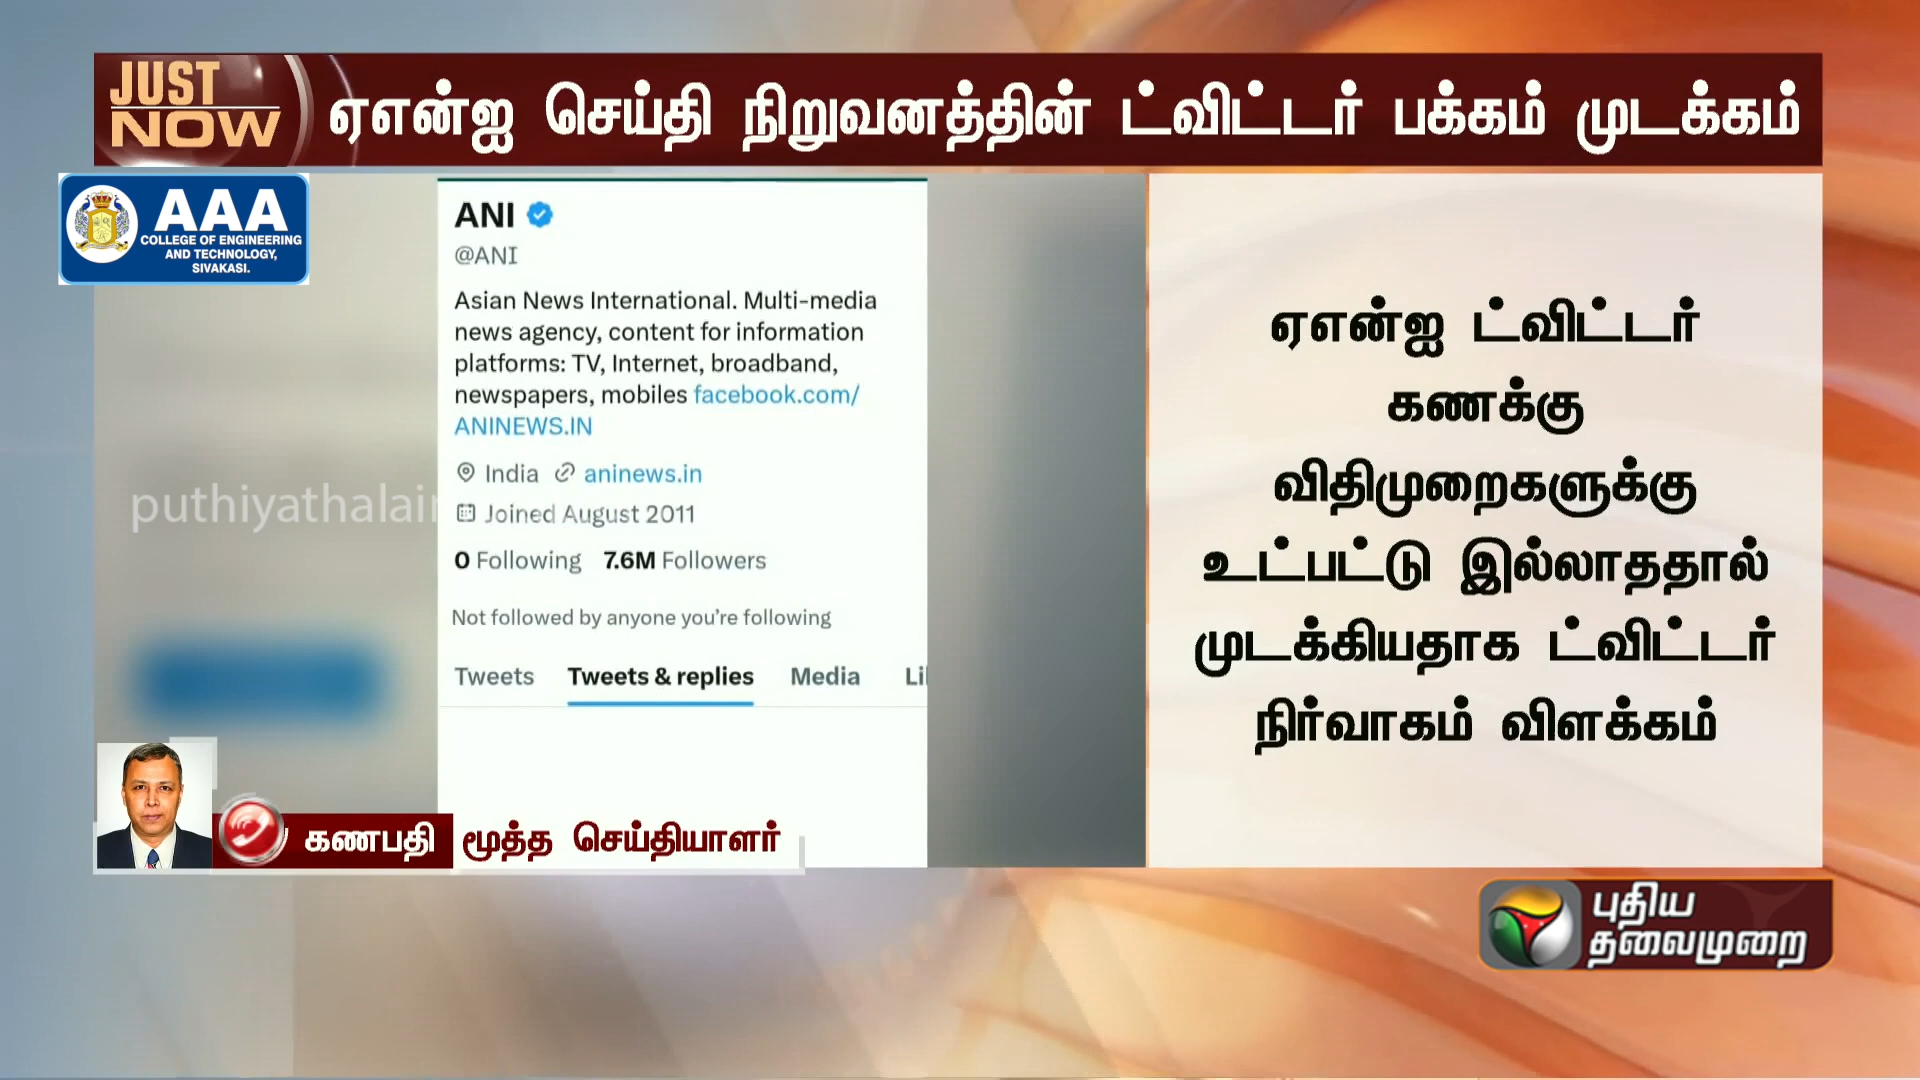 JUST
NOW
ஏஎன்ஐ செய்தி நிறுவனத்தின் ட்விட்டர் பக்கம் முடக்கம்
AAA
COLLEGE OF ENGINEERING
AND TECHNOLOGY,
SIVAKASI.
ANI
@ANI
Asian News International. Multi-media
news agency, content for information
platforms: TV, Internet, broadband,
newspapers, mobiles facebook.com/
ANINEWS.IN
India aninews.in
Joined August 2011
0 Following 7.6M Followers
Not followed by anyone you're following
Tweets Tweets & replies Media Li
puthiyathalai
ஏஎன்ஐ ட்விட்டர்
கணக்கு
விதிமுறைகளுக்கு
உட்பட்டு இல்லாததால்
முடக்கியதாக ட்விட்டர்
நிர்வாகம் விளக்கம்
கணபதி மூத்த செய்தியாளர்
புதிய
தலைமுறை